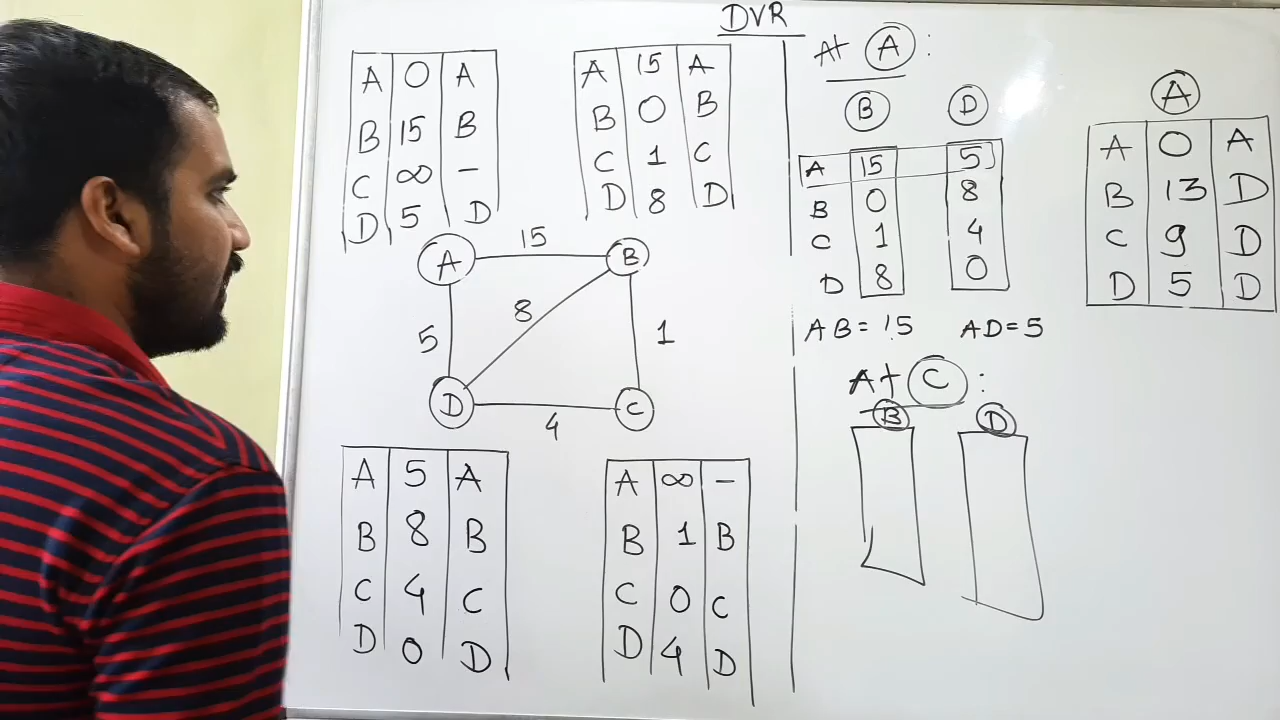 DVR
A 0 A
B 15 B
C ∞ -
D 5 D
A 15 A
B 0 B
C 1 C
D 8 D
A 15 B
8
5 1
D 4 C
A 5 A
B 8 B
C 4 C
D 0 D
A ∞ -
B 1 B
C 0 C
D 4 D
At A :
B D
A 15 5
B 0 8
C 1 4
D 8 0
AB = 15 AD = 5
A
A 0 A
B 13 D
C 9 D
D 5 D
At C :
B D